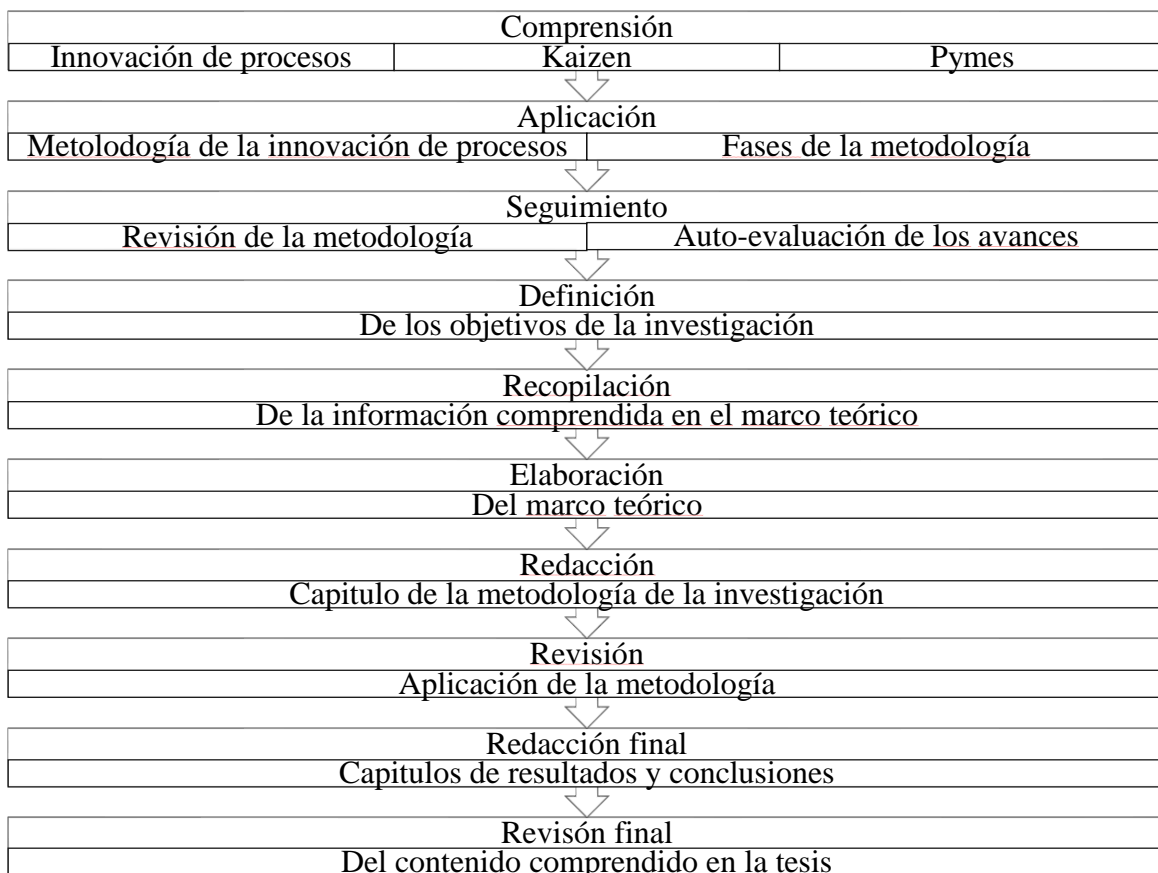 Comprensión
Innovación de procesos Kaizen Pymes
Aplicación
Metolodogía de la innovación de procesos Fases de la metodología
Seguimiento
Revisión de la metodología Auto-evaluación de los avances
Definición
De los objetivos de la investigación
Recopilación
De la información comprendida en el marco teórico
Elaboración
Del marco teórico
Redacción
Capitulo de la metodología de la investigación
Revisión
Aplicación de la metodología
Redacción final
Capitulos de resultados y conclusiones
Revisón final
Del contenido comprendido en la tesis